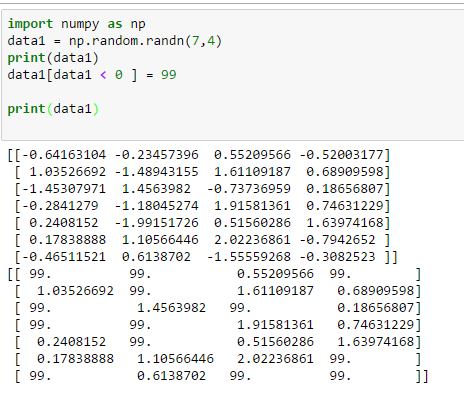 import numpy as np
data1 = np.random.randn(7,4)
print(data1)
data1[data1 < 0 ] = 99
print(data1)
[[-0.64163104 -0.23457396  0.55209566 -0.52003177]
 [ 1.03526692 -1.48943155  1.61109187  0.68909598]
 [-1.45307971  1.4563982  -0.73736959  0.18656807]
 [-0.2841279  -1.18045274  1.91581361  0.74631229]
 [ 0.2408152  -1.99151726  0.51560286  1.63974168]
 [ 0.17838888  1.10566446  2.02236861 -0.7942652 ]
 [-0.46511521  0.6138702  -1.55559268 -0.3082523 ]]
[[ 99.          99.           0.55209566  99.        ]
 [  1.03526692  99.           1.61109187   0.68909598]
 [ 99.           1.4563982   99.           0.18656807]
 [ 99.          99.           1.91581361   0.74631229]
 [  0.2408152   99.           0.51560286   1.63974168]
 [  0.17838888   1.10566446   2.02236861  99.        ]
 [ 99.           0.6138702   99.          99.        ]]